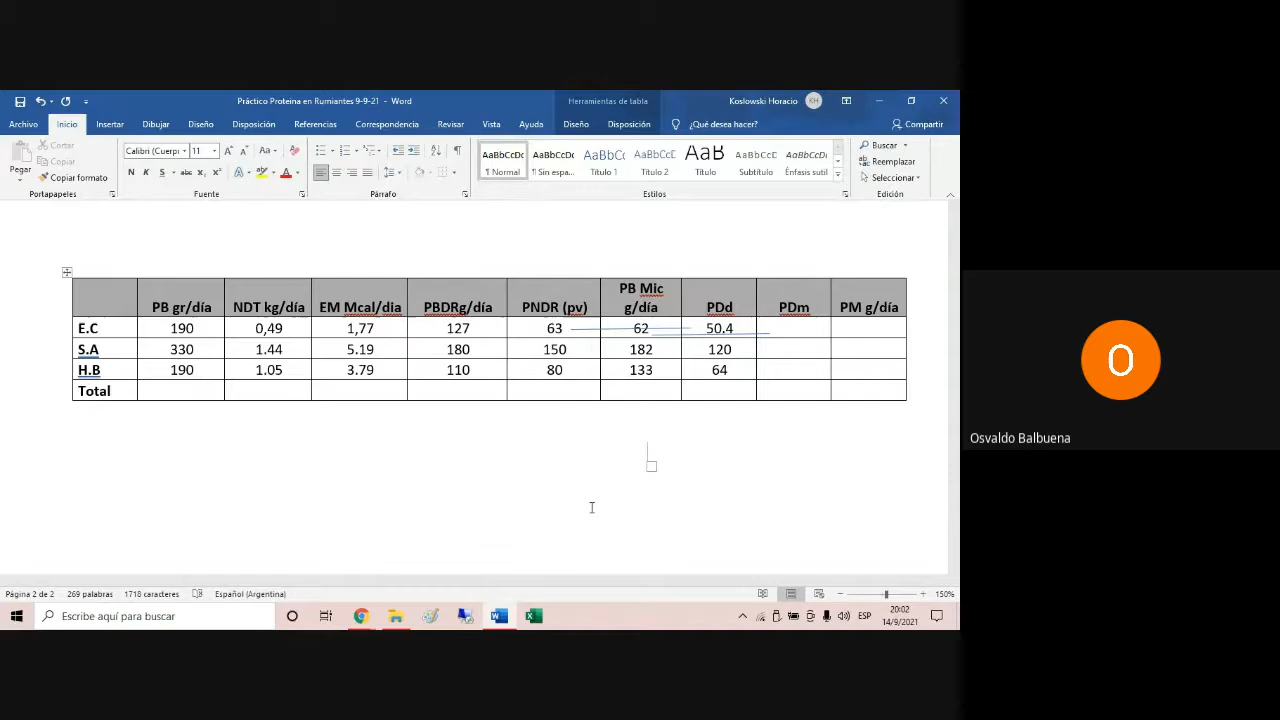 Práctico Proteina en Rumiantes 9-9-21 - Word
Herramientas de tabla
Koslowski Horacio
KH
Archivo Inicio Insertar Dibujar Diseño Disposición Referencias Correspondencia Revisar Vista Ayuda Diseño Disposición ¿Qué desea hacer? Compartir
Pegar
Cortar
Copiar
Copiar formato
Portapapeles
Calibri (Cuerp 11
Fuente
Párrafo
AaBbCcDc AaBbCcDc AaBbCc AaBbCcD AaB AaBbCcD AaBbCcDc
¶ Normal ¶ Sin espa... Título 1 Título 2 Título Subtítulo Énfasis sutil
Estilos
Buscar
Reemplazar
Seleccionar
Edición
PB gr/día NDT kg/día EM Mcal/dia PBDRg/día PNDR (pv) PB Mic g/día PDd PDm PM g/día
E.C 190 0,49 1,77 127 63 62 50.4
S.A 330 1.44 5.19 180 150 182 120
H.B 190 1.05 3.79 110 80 133 64
Total
Página 2 de 2 269 palabras 1718 caracteres Español (Argentina) 150%
Escribe aquí para buscar
ESP
20:02
14/9/2021
O
Osvaldo Balbuena